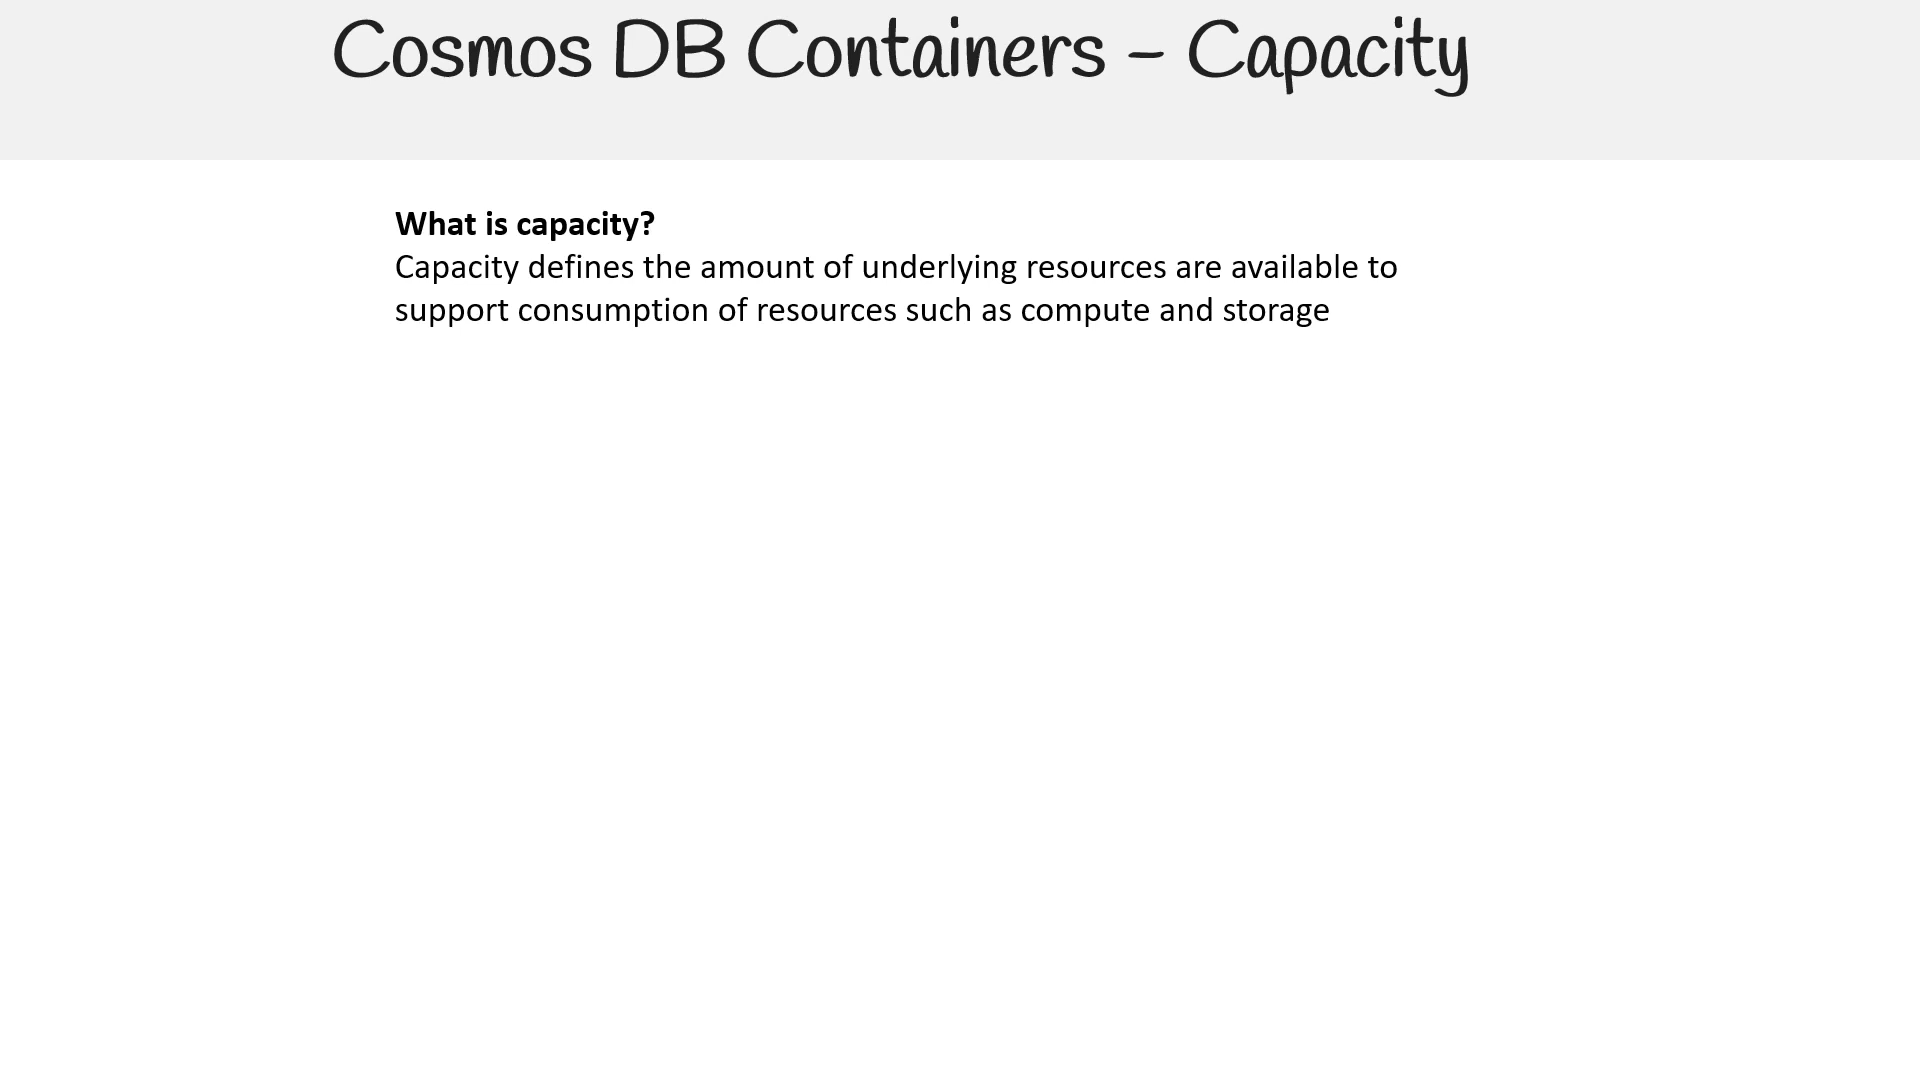 Cosmos DB Containers – Capacity
What is capacity?
Capacity defines the amount of underlying resources are available to
support consumption of resources such as compute and storage